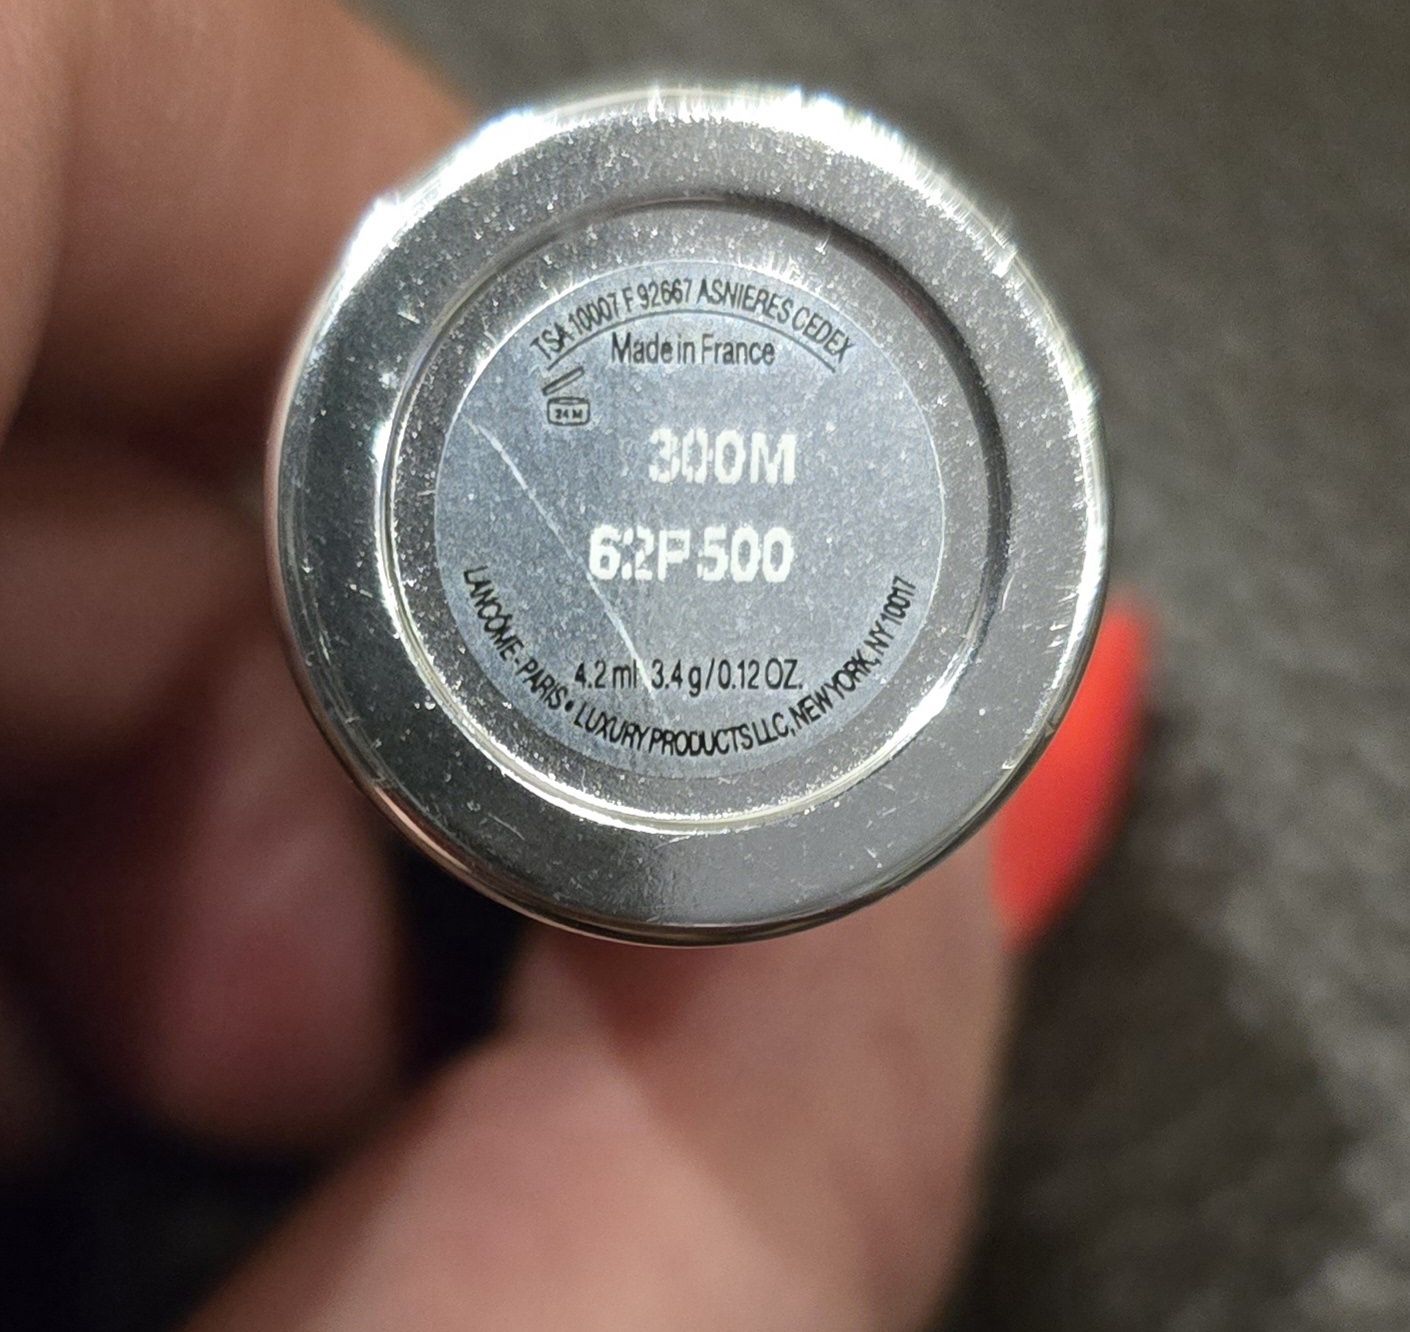 TSA 10007 F 92667 ASNIERES CEDEX
Made in France
24 M
300M
62P500
4.2 ml 3.4 g/0.12 OZ.
LANCÔME - PARIS • LUXURY PRODUCTS LLC, NEW YORK, NY 10017